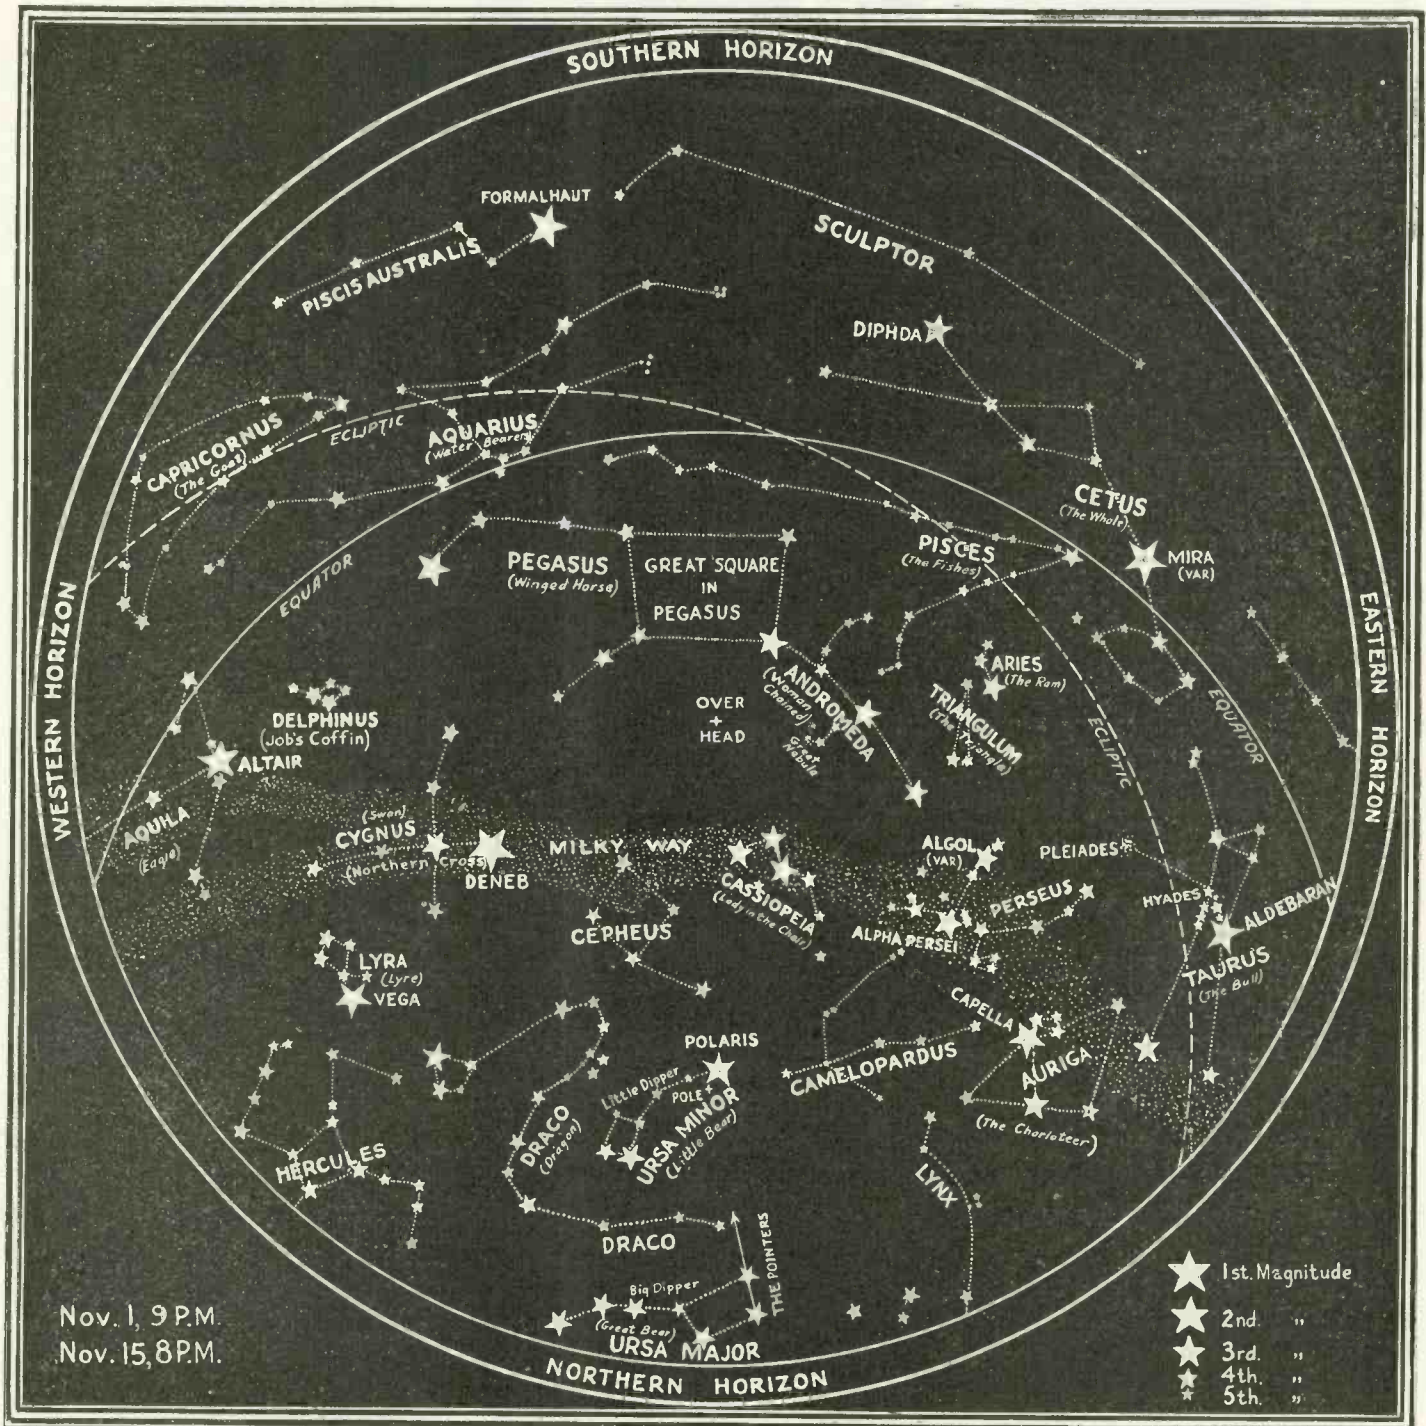 SOUTHERN HORIZON
FORMALHAUT
PISCIS AUSTRALIS
SCULPTOR
DIPHDA
CAPRICORNUS
(The Goat)
ECLIPTIC
AQUARIUS
(Water Bearer)
CETUS
(The Whale)
MIRA
(VAR)
PISCES
(The Fishes)
PEGASUS
(Winged Horse)
GREAT SQUARE
IN
PEGASUS
EQUATOR
WESTERN HORIZON
EASTERN HORIZON
ARIES
(The Ram)
ANDROMEDA
(Woman
Chained)
Great
Nebula
TRIANGULUM
(The Triangle)
OVER
+
HEAD
DELPHINUS
(Job's Coffin)
ALTAIR
ECLIPTIC
EQUATOR
AQUILA
(Eagle)
(Swan)
CYGNUS
(Northern Cross)
DENEB
MILKY WAY
CASSIOPEIA
(Lady in the Chair)
ALGOL
(VAR)
PLEIADES
PERSEUS
HYADES
ALDEBARAN
CEPHEUS
ALPHA PERSEI
TAURUS
(The Bull)
LYRA
(Lyre)
VEGA
CAPELLA
POLARIS
CAMELOPARDUS
AURIGA
(The Charioteer)
Little Dipper
POLE
URSA MINOR
(Little Bear)
DRACO
(Dragon)
HERCULES
LYNX
DRACO
THE POINTERS
Big Dipper
(Great Bear)
URSA MAJOR
NORTHERN HORIZON
Nov. 1, 9 P.M.
Nov. 15, 8 P.M.
1st. Magnitude
2nd. "
3rd. "
4th. "
5th. "